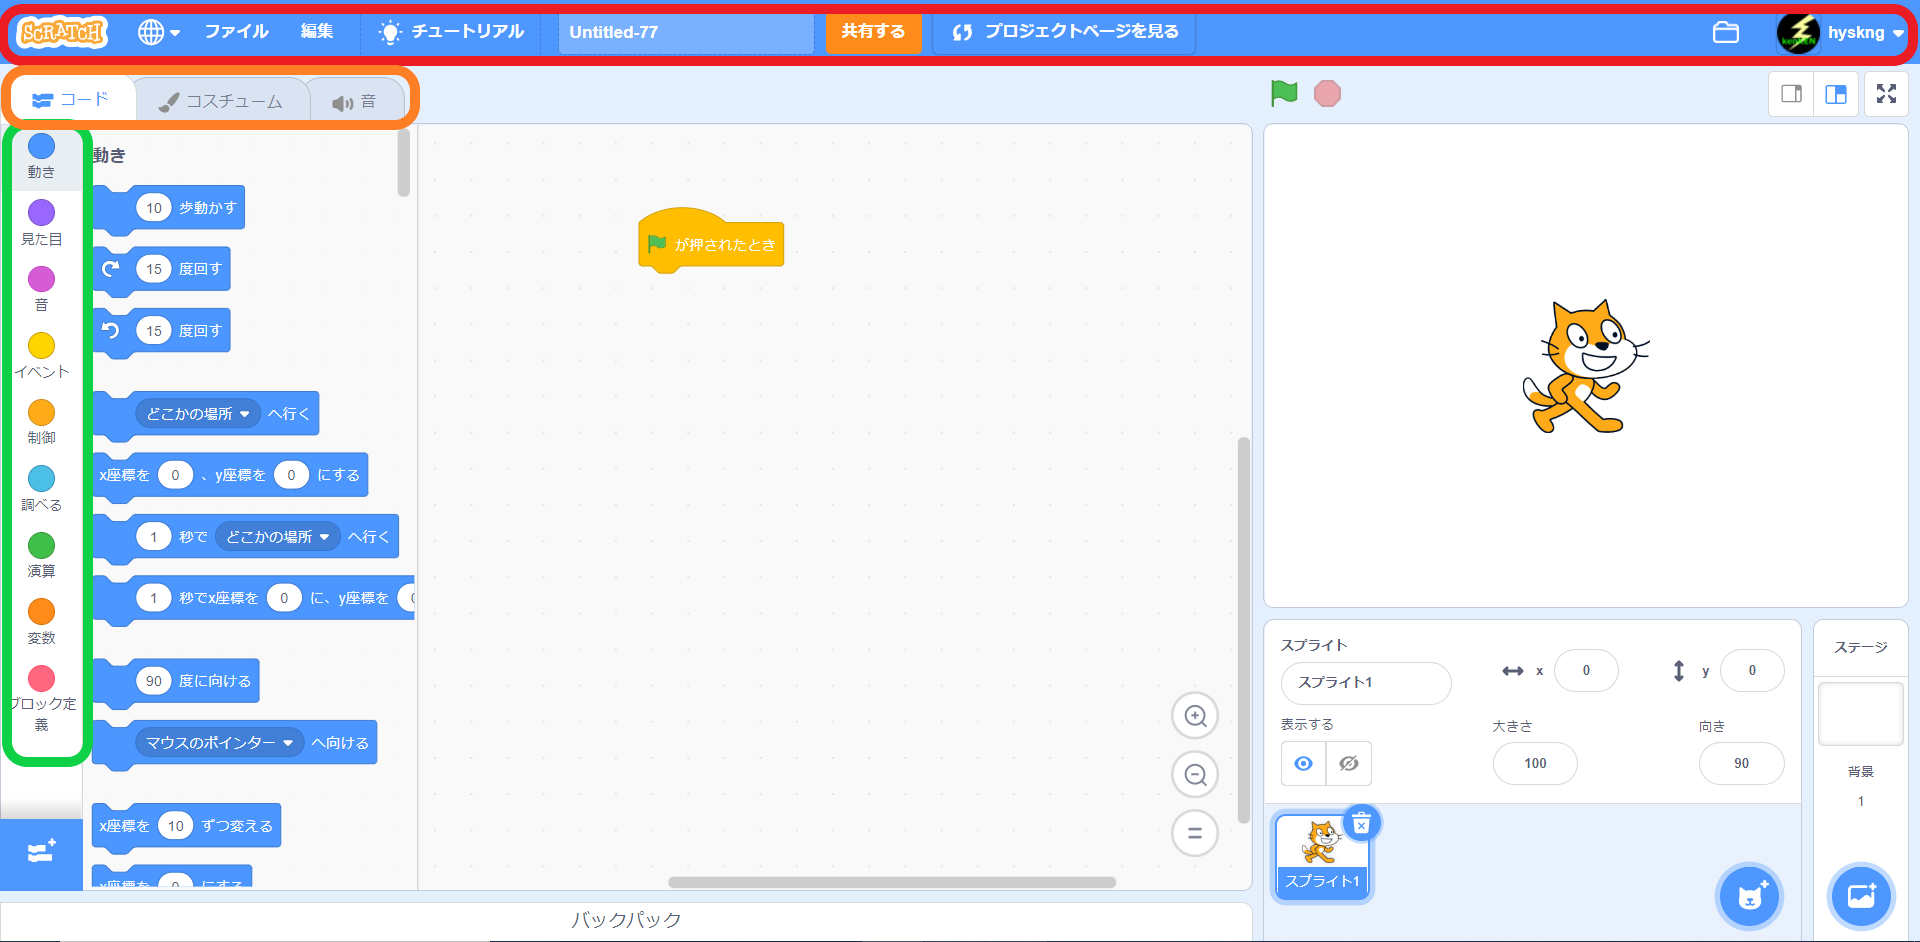 SCRATCH
ファイル
編集
チュートリアル
Untitled-77
共有する
プロジェクトページを見る
hyskng
コード
コスチューム
音
動き
見た目
音
イベント
制御
調べる
演算
変数
ブロック定
義
動き
10 歩動かす
15 度回す
15 度回す
どこかの場所 へ行く
x座標を 0 、y座標を 0 にする
1 秒で どこかの場所 へ行く
1 秒でx座標を 0 に、y座標を 0
90 度に向ける
マウスのポインター へ向ける
x座標を 10 ずつ変える
x座標を 0 にする
が押されたとき
バックパック
スプライト
スプライト1
x 0
y 0
表示する
大きさ
100
向き
90
スプライト1
ステージ
背景
1